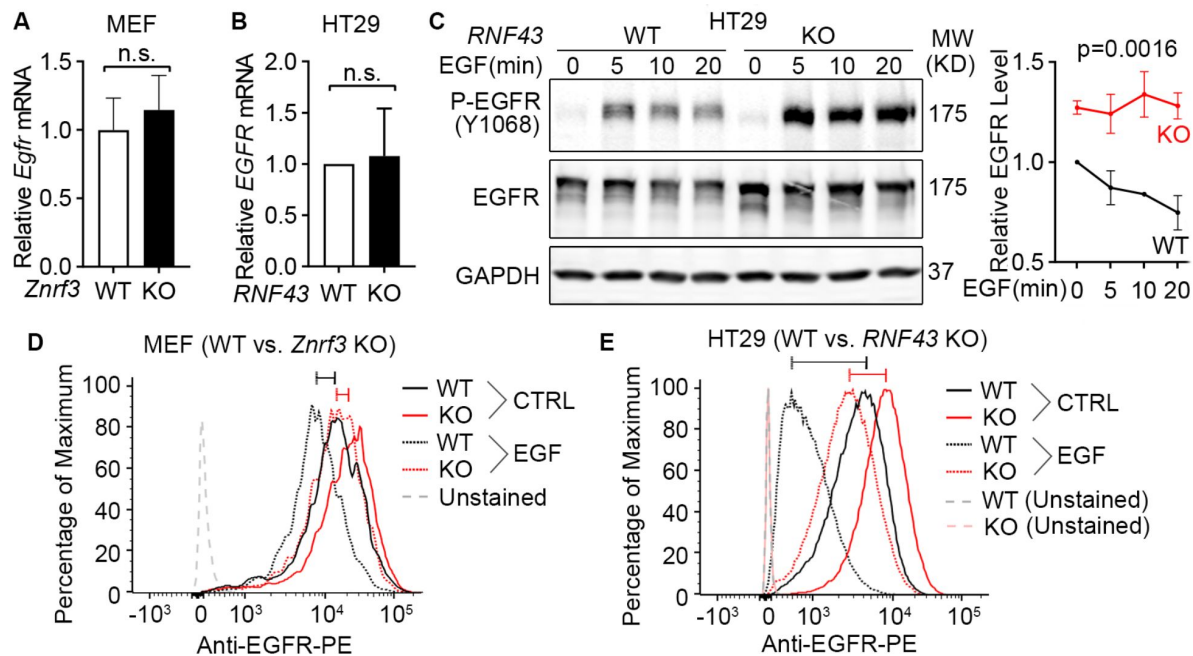 A
MEF
n.s.
Relative Egfr mRNA
1.5
1.0
0.5
0.0
Znrf3 WT KO
B
HT29
n.s.
Relative EGFR mRNA
2.0
1.5
1.0
0.5
0.0
RNF43 WT KO
C
HT29
RNF43 WT KO MW
EGF(min) 0 5 10 20 0 5 10 20 (KD)
P-EGFR
(Y1068)
175
EGFR
175
GAPDH
37
p=0.0016
Relative EGFR Level
1.0
0.5
KO
WT
EGF(min) 0 5 10 20
D
MEF (WT vs. Znrf3 KO)
Percentage of Maximum
100
80
60
40
20
0
-10³ 0 10³ 10⁴ 10⁵
Anti-EGFR-PE
WT
KO
CTRL
WT
KO
EGF
Unstained
E
HT29 (WT vs. RNF43 KO)
Percentage of Maximum
100
80
60
40
20
0
-10³ 0 10³ 10⁴ 10⁵
Anti-EGFR-PE
WT
KO
CTRL
WT
KO
EGF
WT (Unstained)
KO (Unstained)